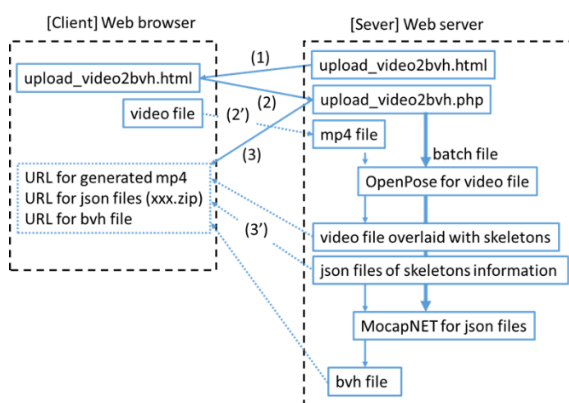 [Client] Web browser
[Sever] Web server
(1)
upload_video2bvh.html
upload_video2bvh.html
(2)
upload_video2bvh.php
video file
(2')
mp4 file
(3)
batch file
URL for generated mp4
URL for json files (xxx.zip)
URL for bvh file
OpenPose for video file
(3')
video file overlaid with skeletons
json files of skeletons information
MocapNET for json files
bvh file